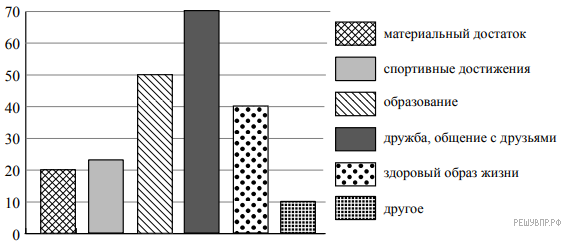 70
60
50
40
30
20
10
0
материальный достаток
спортивные достижения
образование
дружба, общение с друзьями
здоровый образ жизни
другое
РЕШУВПР.РФ